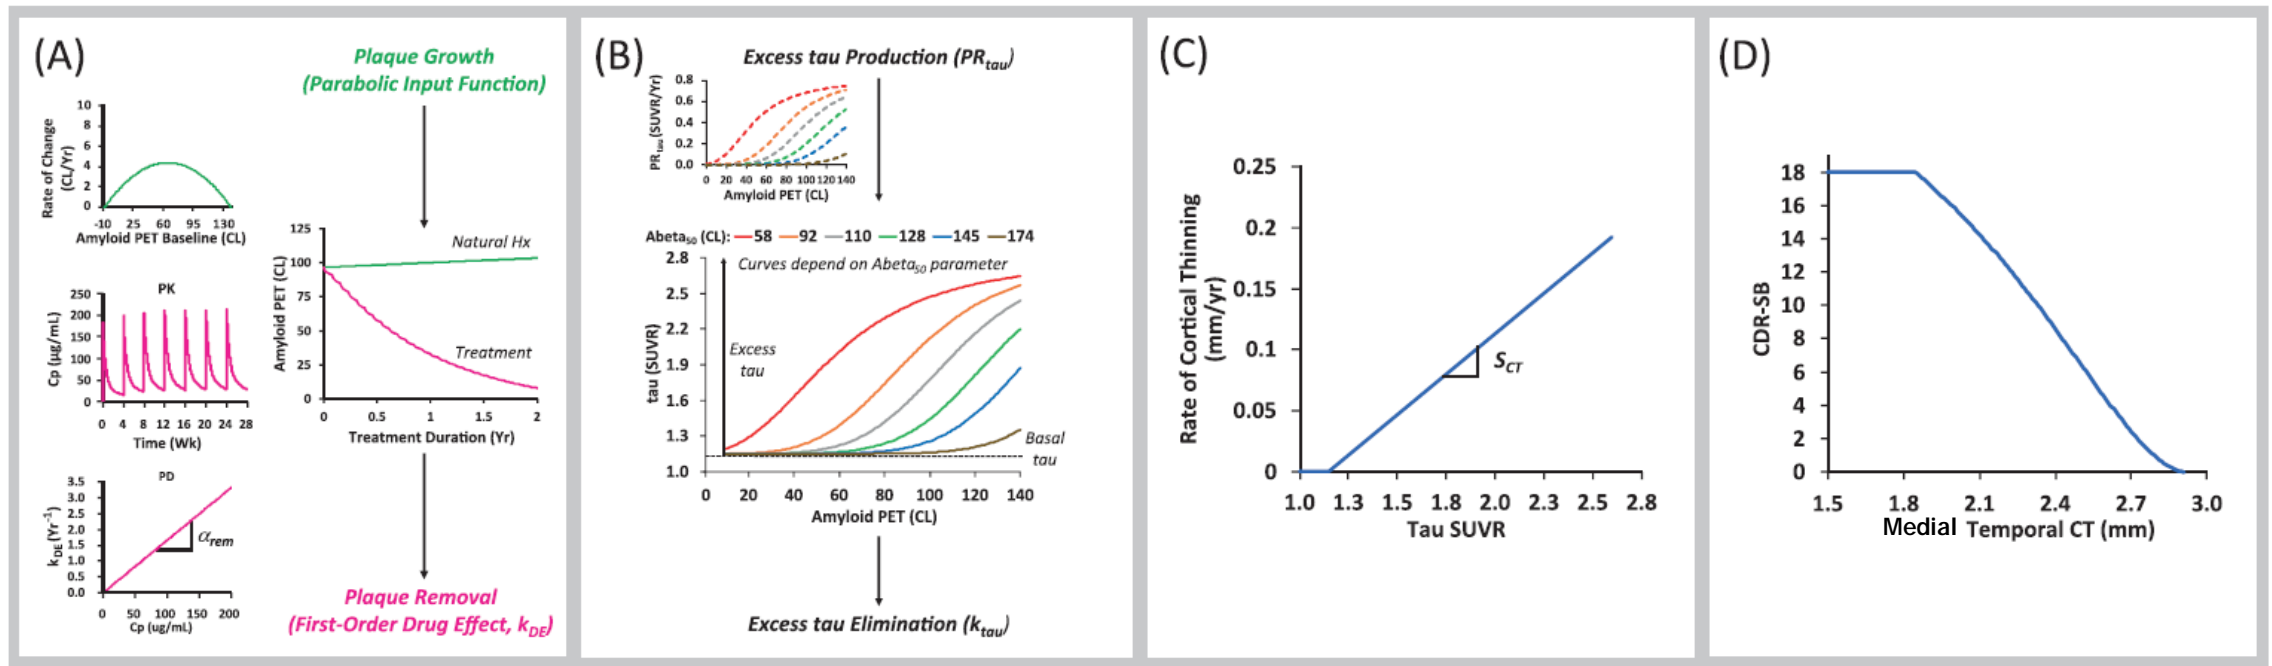 (A)
Plaque Growth
(Parabolic Input Function)
Rate of Change
(CL/Yr)
10
8
6
4
2
0
-10 25 60 95 130
Amyloid PET Baseline (CL)
PK
Cp (µg/mL)
250
200
150
100
50
0
0 4 8 12 16 20 24 28
Time (Wk)
PD
kDE (Yr-1)
3.5
3.0
2.5
2.0
1.5
1.0
0.5
0.0
αrem
0 50 100 150 200
Cp (ug/mL)
Amyloid PET (CL)
125
100
75
50
25
0
Natural Hx
Treatment
0 0.5 1 1.5 2
Treatment Duration (Yr)
Plaque Removal
(First-Order Drug Effect, kDE)
(B)
Excess tau Production (PRtau)
PRtau (SUVR/Yr)
0.8
0.6
0.4
0.2
0.0
0 20 40 60 80 100 120 140
Amyloid PET (CL)
Abeta50 (CL): 58 92 110 128 145 174
Curves depend on Abeta50 parameter
tau (SUVR)
2.8
2.5
2.2
1.9
1.6
1.3
1.0
Excess
tau
Basal
tau
0 20 40 60 80 100 120 140
Amyloid PET (CL)
Excess tau Elimination (ktau)
(C)
Rate of Cortical Thinning
(mm/yr)
0.25
0.2
0.15
0.1
0.05
0
SCT
1.0 1.3 1.5 1.8 2.0 2.3 2.5 2.8
Tau SUVR
(D)
CDR-SB
18
16
14
12
10
8
6
4
2
0
1.5 1.8 2.1 2.4 2.7 3.0
Medial Temporal CT (mm)